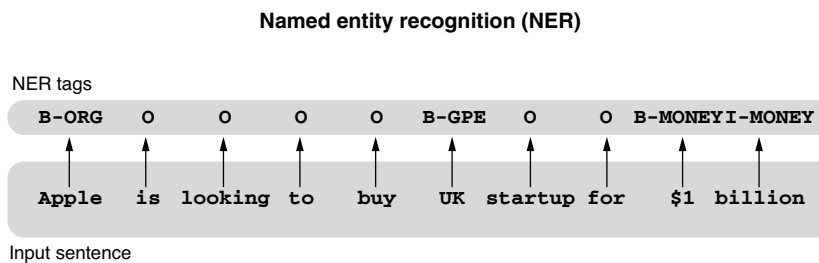 Named entity recognition (NER)
NER tags
B-ORG O O O O B-GPE O O B-MONEY I-MONEY
Apple is looking to buy UK startup for $1 billion
Input sentence